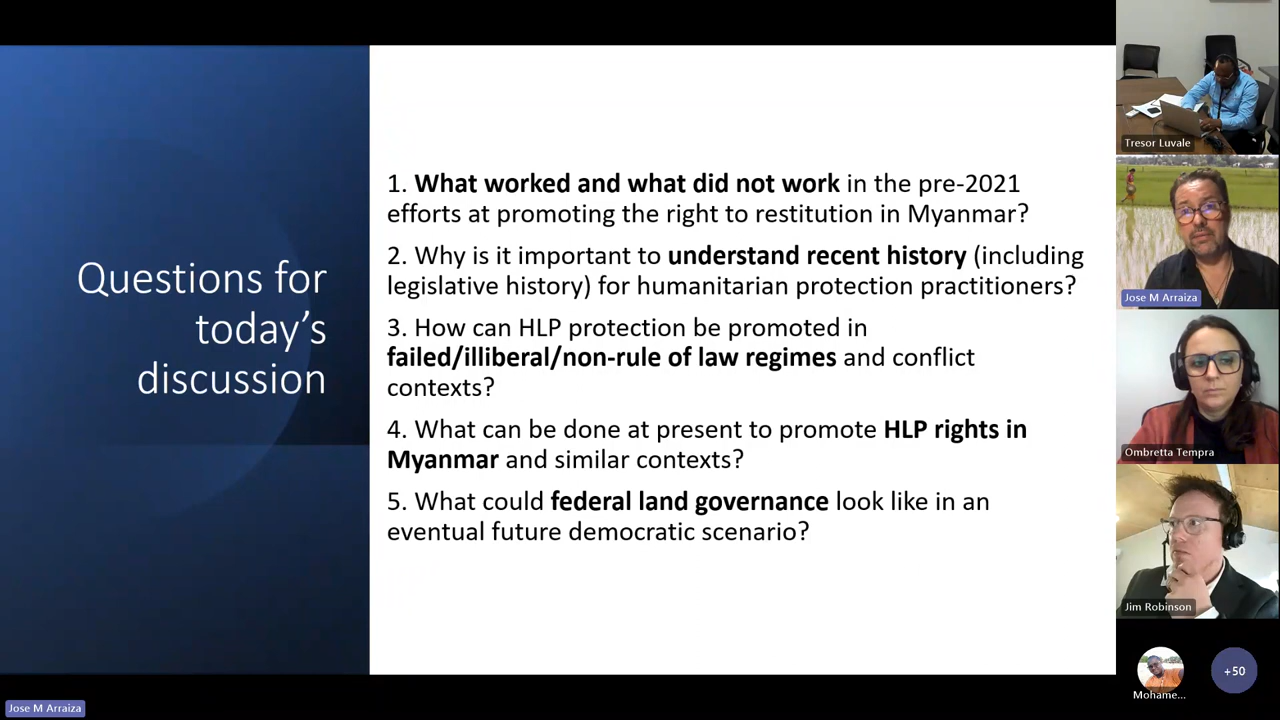 Questions for
today's
discussion
1. What worked and what did not work in the pre-2021
efforts at promoting the right to restitution in Myanmar?
2. Why is it important to understand recent history (including
legislative history) for humanitarian protection practitioners?
3. How can HLP protection be promoted in
failed/illiberal/non-rule of law regimes and conflict
contexts?
4. What can be done at present to promote HLP rights in
Myanmar and similar contexts?
5. What could federal land governance look like in an
eventual future democratic scenario?
Tresor Luvale
Jose M Arraiza
Ombretta Tempra
Jim Robinson
Mohame...
+50
Jose M Arraiza